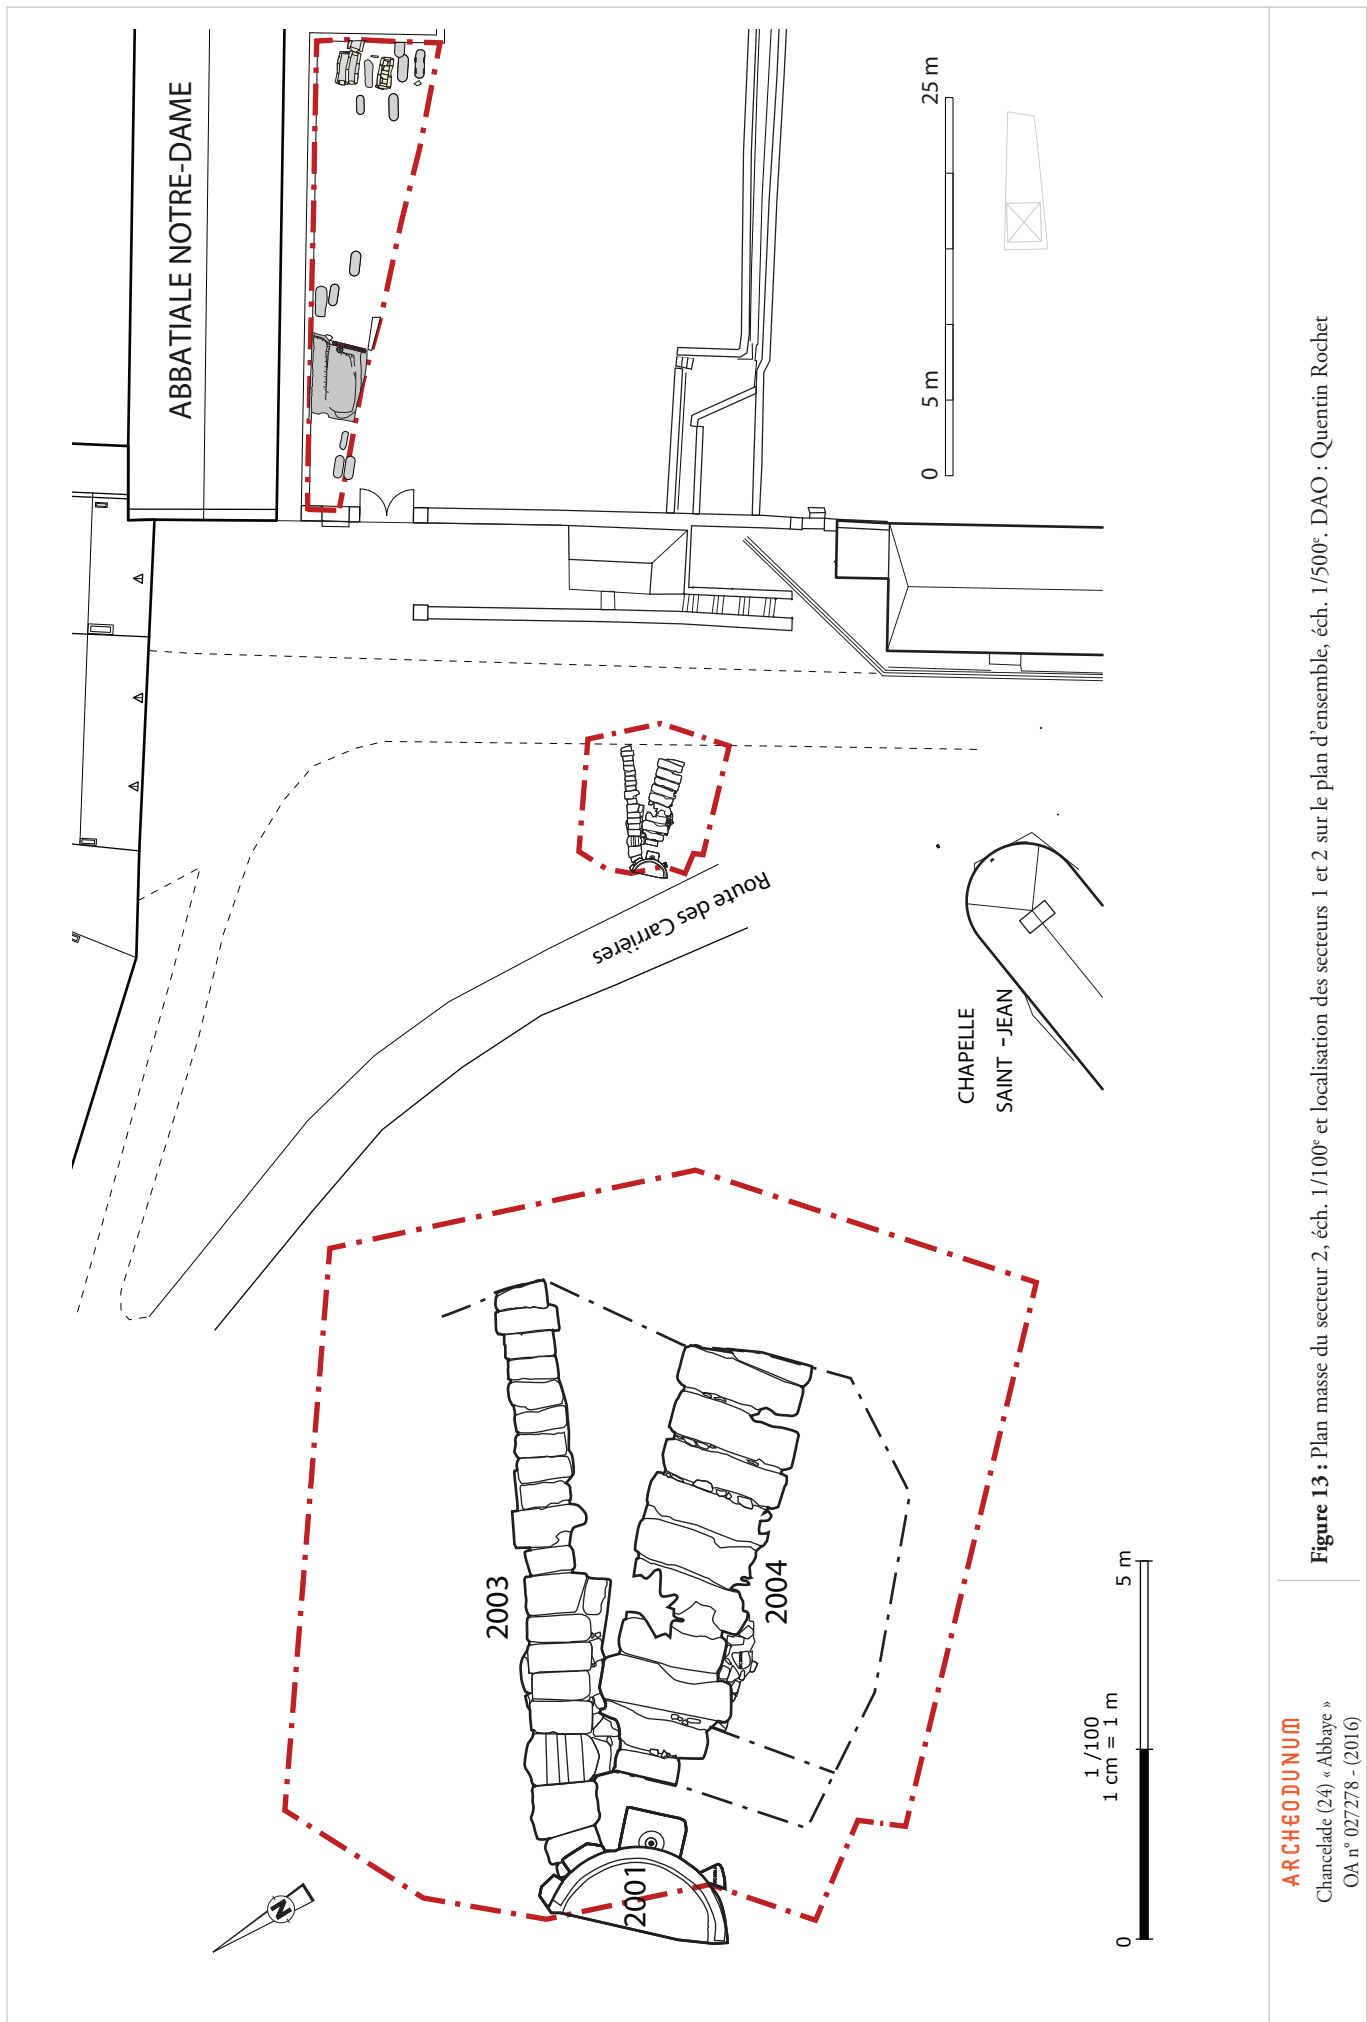 ABBATIALE NOTRE-DAME
Route des Carrières
CHAPELLE
SAINT -JEAN
0
5 m
25 m
N
2001
2003
2004
1 /100
1 cm = 1 m
0
5 m
Figure 13 : Plan masse du secteur 2, éch. 1/100e et localisation des secteurs 1 et 2 sur le plan d'ensemble, éch. 1/500e. DAO : Quentin Rochet
ARCHEODUNUM
Chancelade (24) « Abbaye »
OA n° 027278 - (2016)